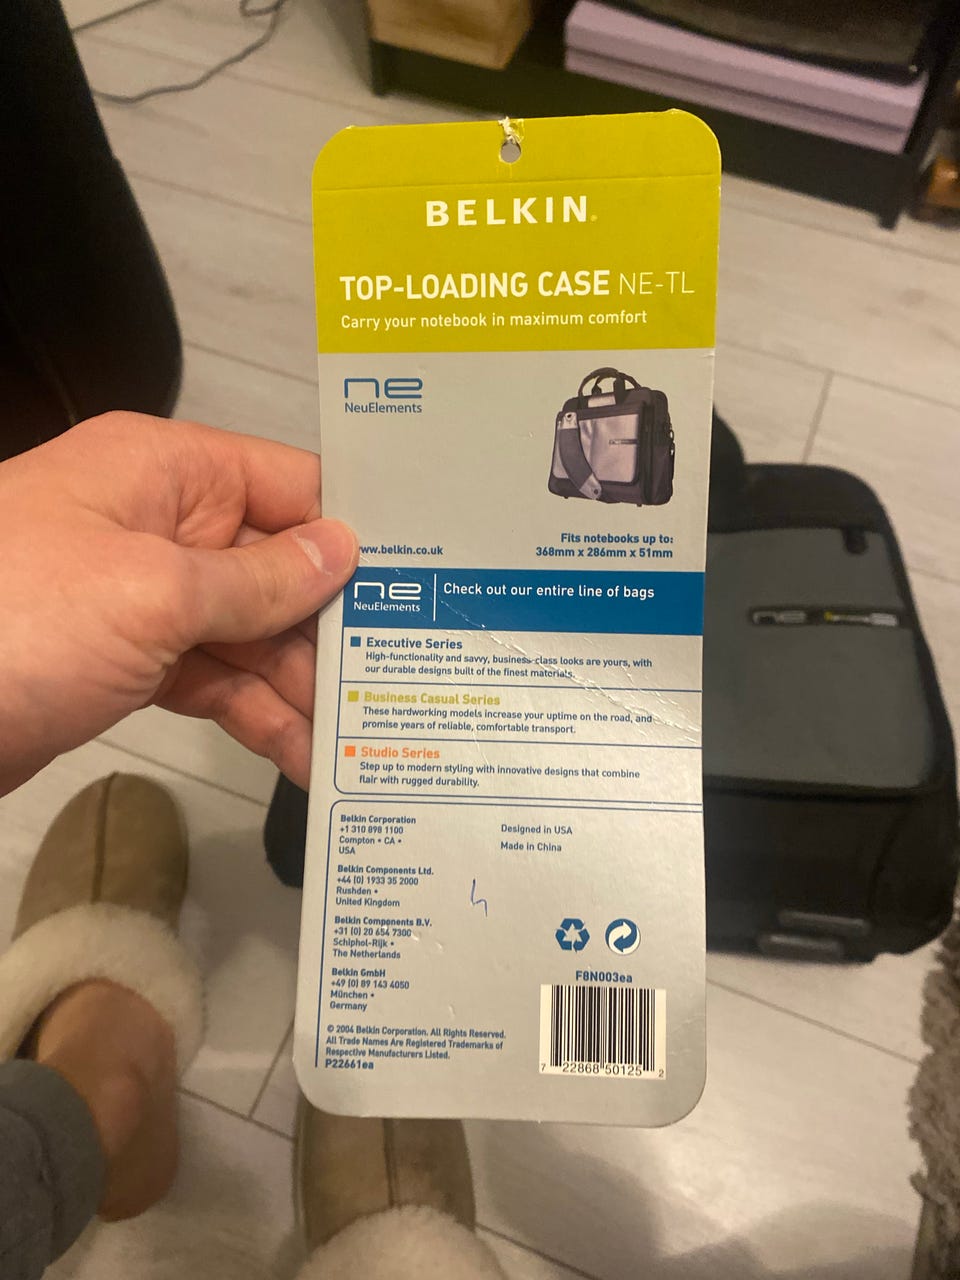 BELKIN
TOP-LOADING CASE NE-TL
Carry your notebook in maximum comfort
ne
NeuElements
www.belkin.co.uk
Fits notebooks up to:
368mm x 286mm x 51mm
ne
NeuElements
Check out our entire line of bags
Executive Series
High-functionality and savvy, business-class looks are yours, with
our durable designs built of the finest materials.
Business Casual Series
These hardworking models increase your uptime on the road, and
promise years of reliable, comfortable transport.
Studio Series
Step up to modern styling with innovative designs that combine
flair with rugged durability.
Belkin Corporation
+1 310 898 1100
Compton • CA •
USA
Designed in USA
Made in China
Belkin Components Ltd.
+44 (0) 1933 35 2000
Rushden •
United Kingdom
Belkin Components B.V.
+31 (0) 20 654 7300
Schiphol-Rijk •
The Netherlands
Belkin GmbH
+49 (0) 89 143 4050
München •
Germany
© 2004 Belkin Corporation. All Rights Reserved.
All Trade Names Are Registered Trademarks of
Respective Manufacturers Listed.
P22661ea
F8N003ea
7 22868 50125 2